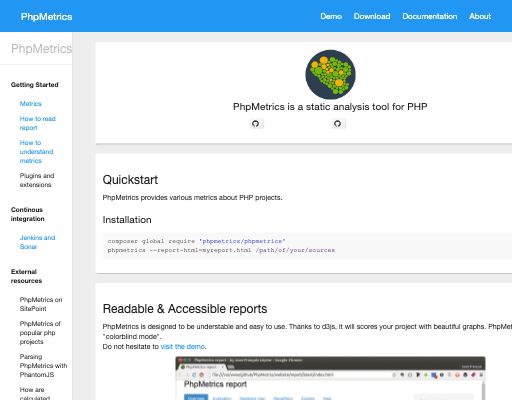 PhpMetrics
Demo
Download
Documentation
About
PhpMetrics
Getting Started
Metrics
How to read
report
How to
understand
metrics
Plugins and
extensions
Continous
integration
Jenkins and
Sonar
External
resources
PhpMetrics on
SitePoint
PhpMetrics of
popular php
projects
Parsing
PhpMetrics with
PhantomJS
How are
calculated
PhpMetrics is a static analysis tool for PHP
Quickstart
PhpMetrics provides various metrics about PHP projects.
Installation
composer global require 'phpmetrics/phpmetrics'
phpmetrics --report-html=myreport.html /path/of/your/sources
Readable & Accessible reports
PhpMetrics is designed to be understable and easy to use. Thanks to d3js, it will scores your project with beautiful graphs. PhpMet
"colorblind mode".
Do not hesitate to visit the demo.
PhpMetrics report